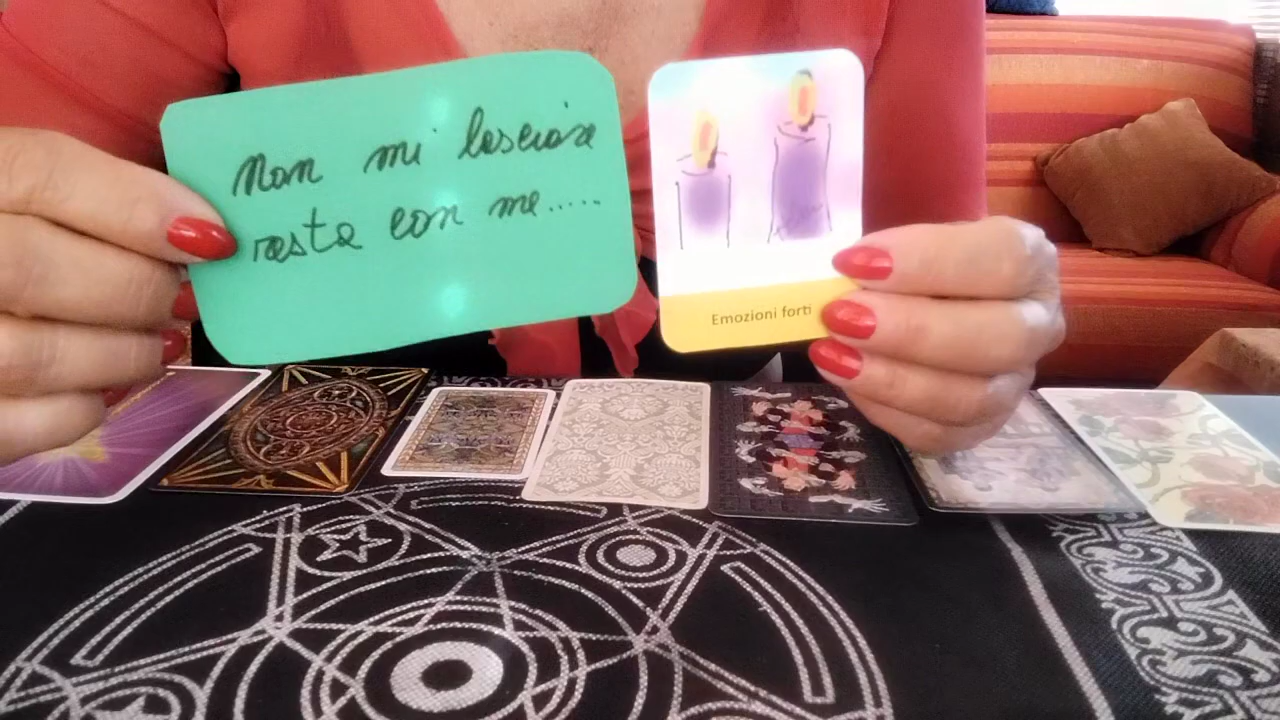 Non mi lasciare
resta con me.....
Emozioni forti